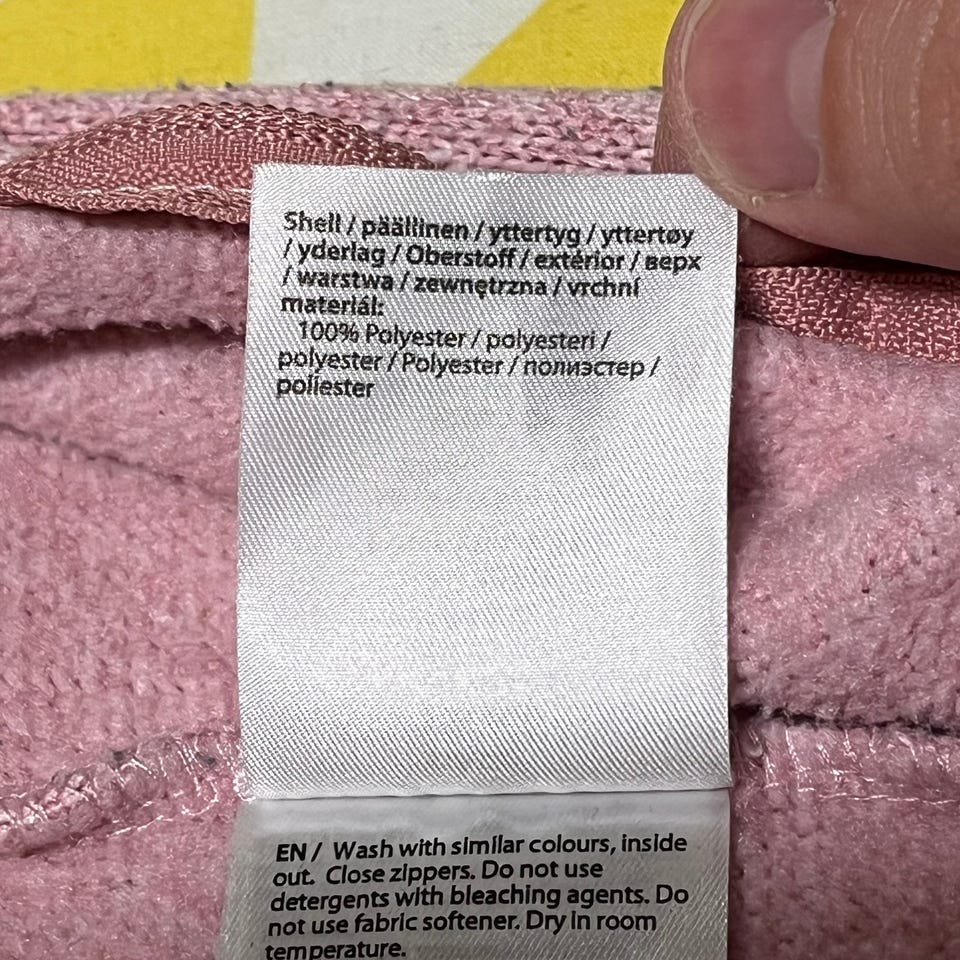 Shell / päällinen / yttertyg / yttertøy
/ yderlag / Oberstoff / extérior / верх
/ warstwa / zewnętrzna / vrchní
materiál:
100% Polyester / polyesteri /
polyester / Polyester / полиэстер /
poliester
EN / Wash with similar colours, inside
out. Close zippers. Do not use
detergents with bleaching agents. Do
not use fabric softener. Dry in room
temperature.